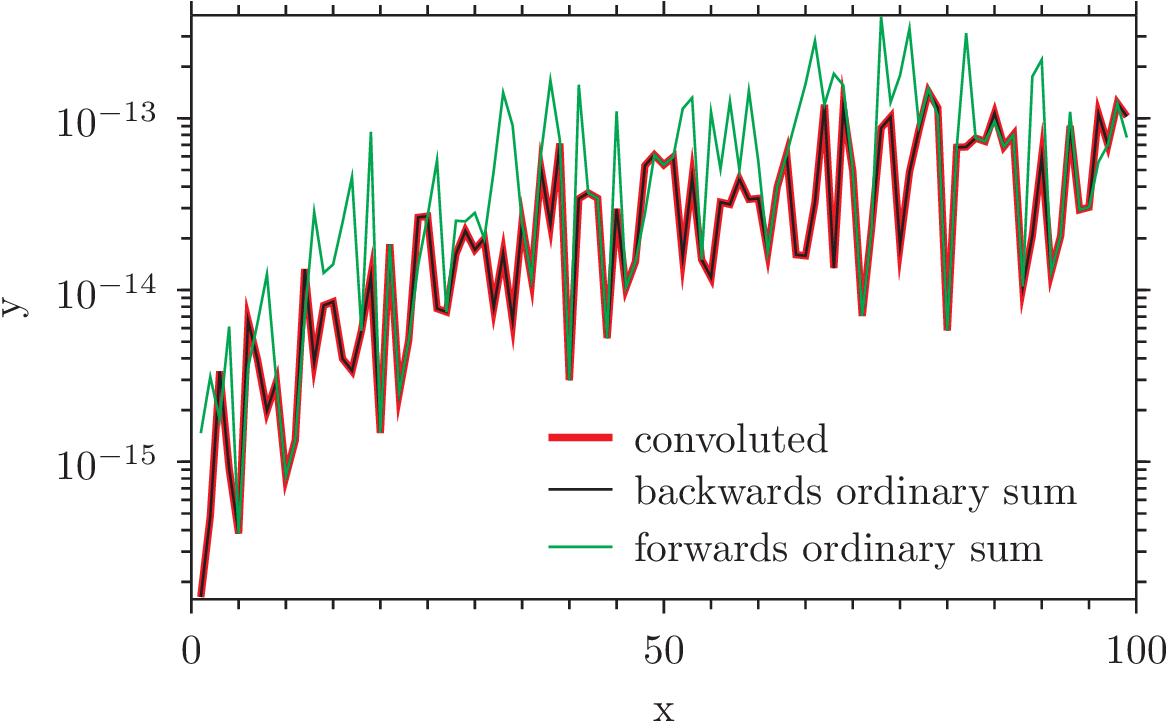 10−13
10−14
10−15
y
convoluted
backwards ordinary sum
forwards ordinary sum
0 50 100
x